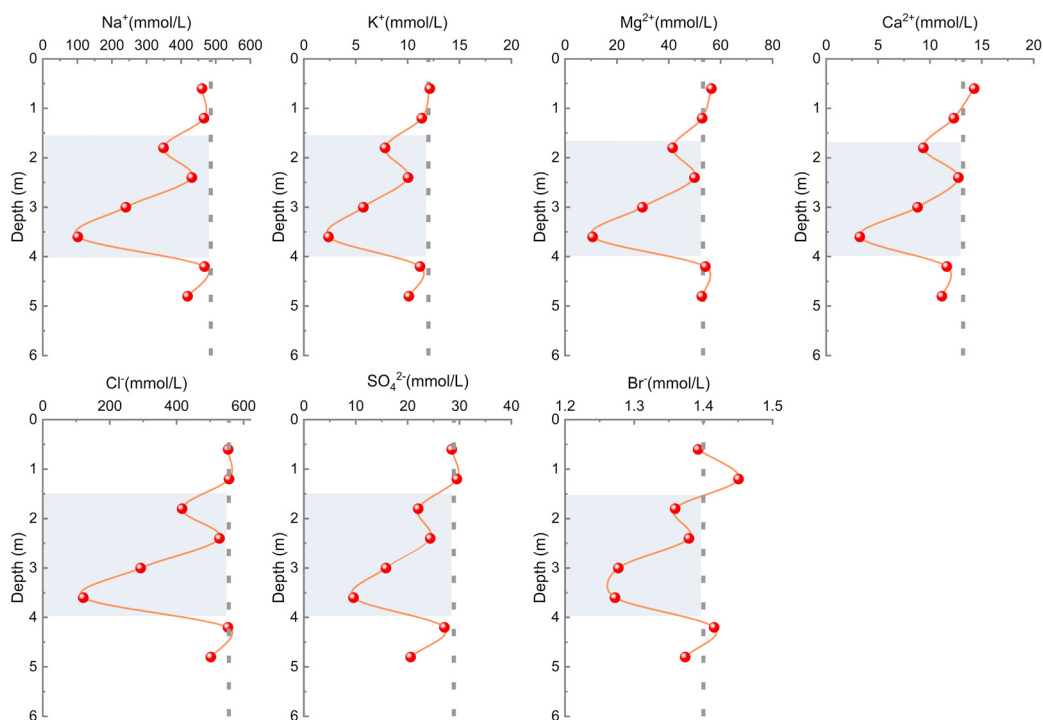 Na⁺(mmol/L) K⁺(mmol/L) Mg²⁺(mmol/L) Ca²⁺(mmol/L)
0 100 200 300 400 500 600 0 5 10 15 20 0 20 40 60 80 0 5 10 15 20
0 0 0 0
1 1 1 1
2 2 2 2
Depth (m) Depth (m) Depth (m) Depth (m)
3 3 3 3
4 4 4 4
5 5 5 5
6 6 6 6
Cl⁻(mmol/L) SO₄²⁻(mmol/L) Br⁻(mmol/L)
0 200 400 600 0 10 20 30 40 1.2 1.3 1.4 1.5
0 0 0
1 1 1
2 2 2
Depth (m) Depth (m) Depth (m)
3 3 3
4 4 4
5 5 5
6 6 6